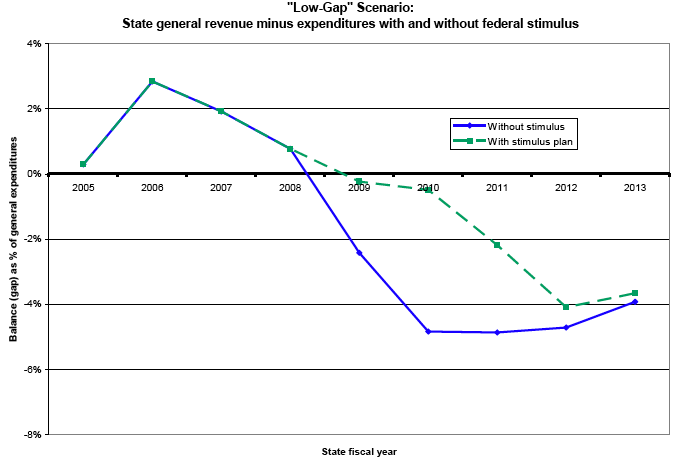 "Low-Gap" Scenario:
State general revenue minus expenditures with and without federal stimulus
4%
2%
0%
-2%
-4%
-6%
-8%
Balance (gap) as % of general expenditures
Without stimulus
With stimulus plan
2005 2006 2007 2008 2009 2010 2011 2012 2013
State fiscal year